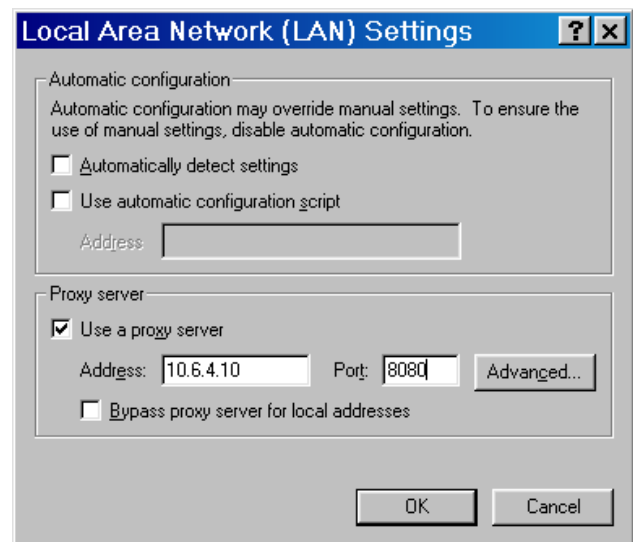 Local Area Network (LAN) Settings ? ×
Automatic configuration
Automatic configuration may override manual settings. To ensure the
use of manual settings, disable automatic configuration.
Automatically detect settings
Use automatic configuration script
Address
Proxy server
Use a proxy server
Address: 10.6.4.10 Port: 8080 Advanced...
Bypass proxy server for local addresses
OK Cancel